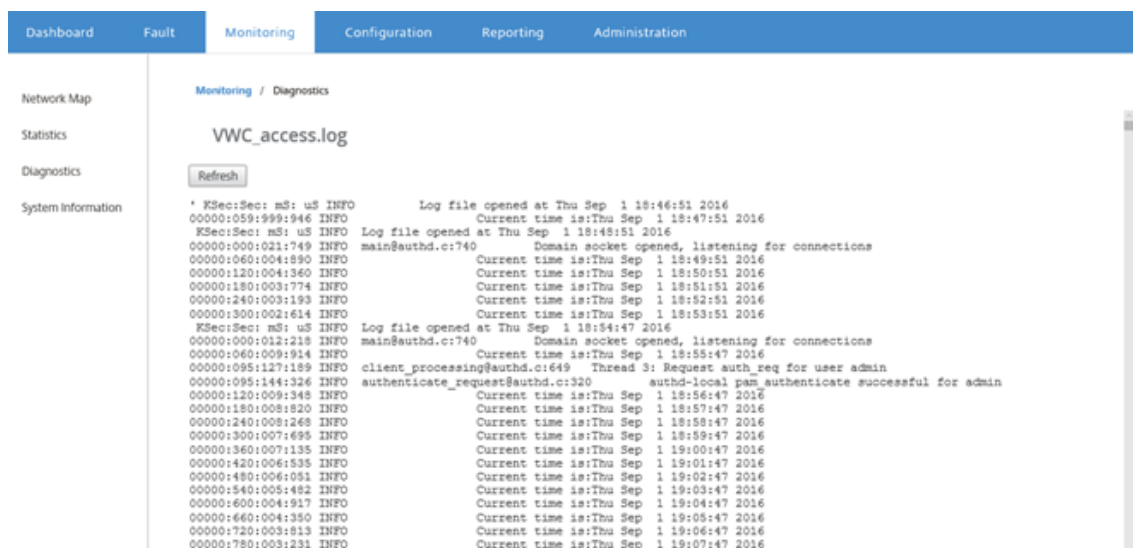 Dashboard Fault Monitoring Configuration Reporting Administration
Network Map
Statistics
Diagnostics
System Information
Monitoring / Diagnostics
VWC_access.log
Refresh
' KSec:Sec: mS: uS INFO Log file opened at Thu Sep 1 18:46:51 2016
00000:059:999:946 INFO Current time is:Thu Sep 1 18:47:51 2016
KSec:Sec: mS: uS INFO Log file opened at Thu Sep 1 18:48:51 2016
00000:000:021:749 INFO main@authd.c:740 Domain socket opened, listening for connections
00000:060:004:890 INFO Current time is:Thu Sep 1 18:49:51 2016
00000:120:004:360 INFO Current time is:Thu Sep 1 18:50:51 2016
00000:180:003:774 INFO Current time is:Thu Sep 1 18:51:51 2016
00000:240:003:193 INFO Current time is:Thu Sep 1 18:52:51 2016
00000:300:002:614 INFO Current time is:Thu Sep 1 18:53:51 2016
KSec:Sec: mS: uS INFO Log file opened at Thu Sep 1 18:54:47 2016
00000:000:012:218 INFO main@authd.c:740 Domain socket opened, listening for connections
00000:060:009:914 INFO Current time is:Thu Sep 1 18:55:47 2016
00000:095:127:189 INFO client_processing@authd.c:649 Thread 3: Request auth_req for user admin
00000:095:144:326 INFO authenticate_request@authd.c:320 authd-local pam_authenticate successful for admin
00000:120:009:348 INFO Current time is:Thu Sep 1 18:56:47 2016
00000:180:008:820 INFO Current time is:Thu Sep 1 18:57:47 2016
00000:240:008:268 INFO Current time is:Thu Sep 1 18:58:47 2016
00000:300:007:695 INFO Current time is:Thu Sep 1 18:59:47 2016
00000:360:007:135 INFO Current time is:Thu Sep 1 19:00:47 2016
00000:420:006:535 INFO Current time is:Thu Sep 1 19:01:47 2016
00000:480:006:051 INFO Current time is:Thu Sep 1 19:02:47 2016
00000:540:005:482 INFO Current time is:Thu Sep 1 19:03:47 2016
00000:600:004:917 INFO Current time is:Thu Sep 1 19:04:47 2016
00000:660:004:350 INFO Current time is:Thu Sep 1 19:05:47 2016
00000:720:003:813 INFO Current time is:Thu Sep 1 19:06:47 2016
00000:780:003:231 INFO Current time is:Thu Sep 1 19:07:47 2016